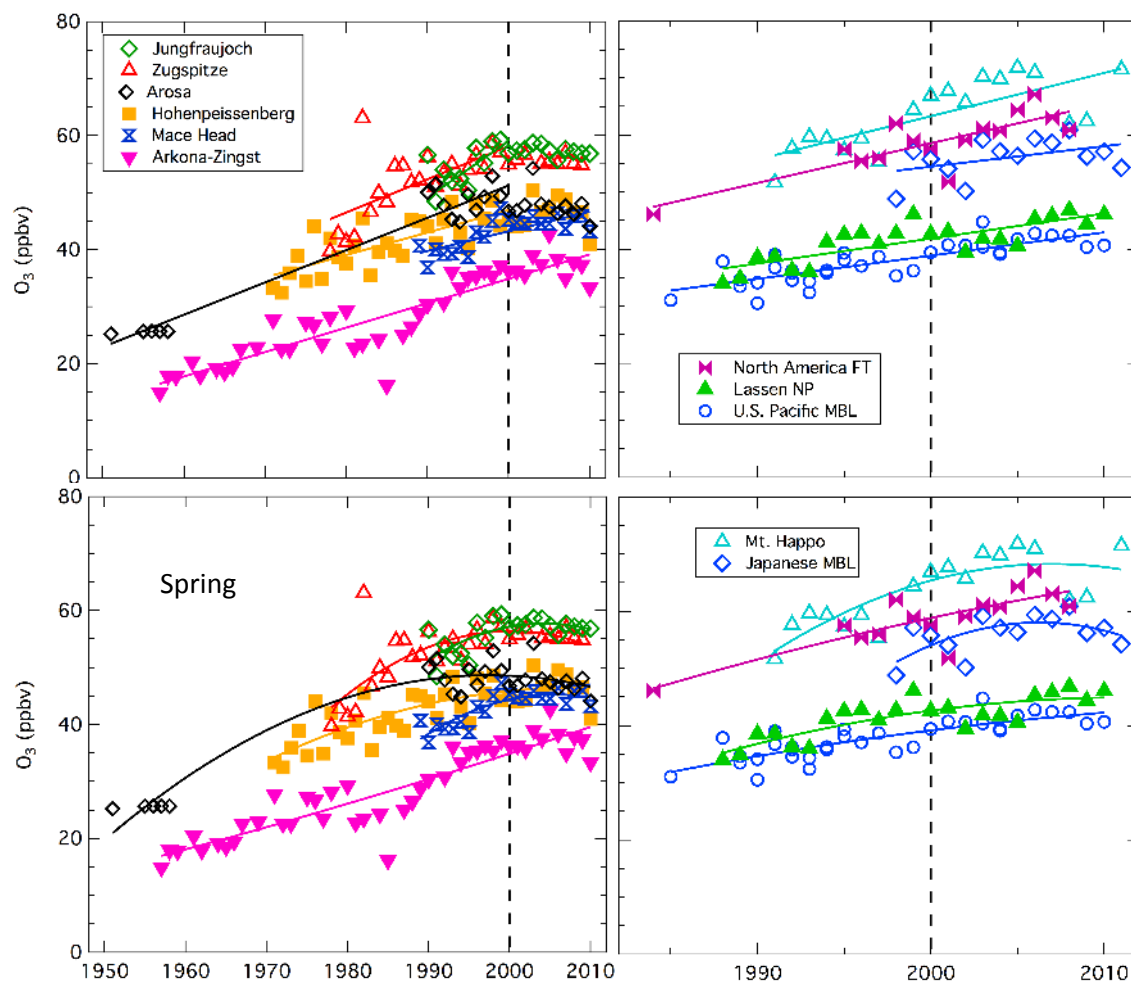 80
60
40
20
0
O3 (ppbv)
Jungfraujoch
Zugspitze
Arosa
Hohenpeissenberg
Mace Head
Arkona-Zingst
North America FT
Lassen NP
U.S. Pacific MBL
80
60
40
20
0
O3 (ppbv)
Spring
Mt. Happo
Japanese MBL
1950 1960 1970 1980 1990 2000 2010
1990 2000 2010